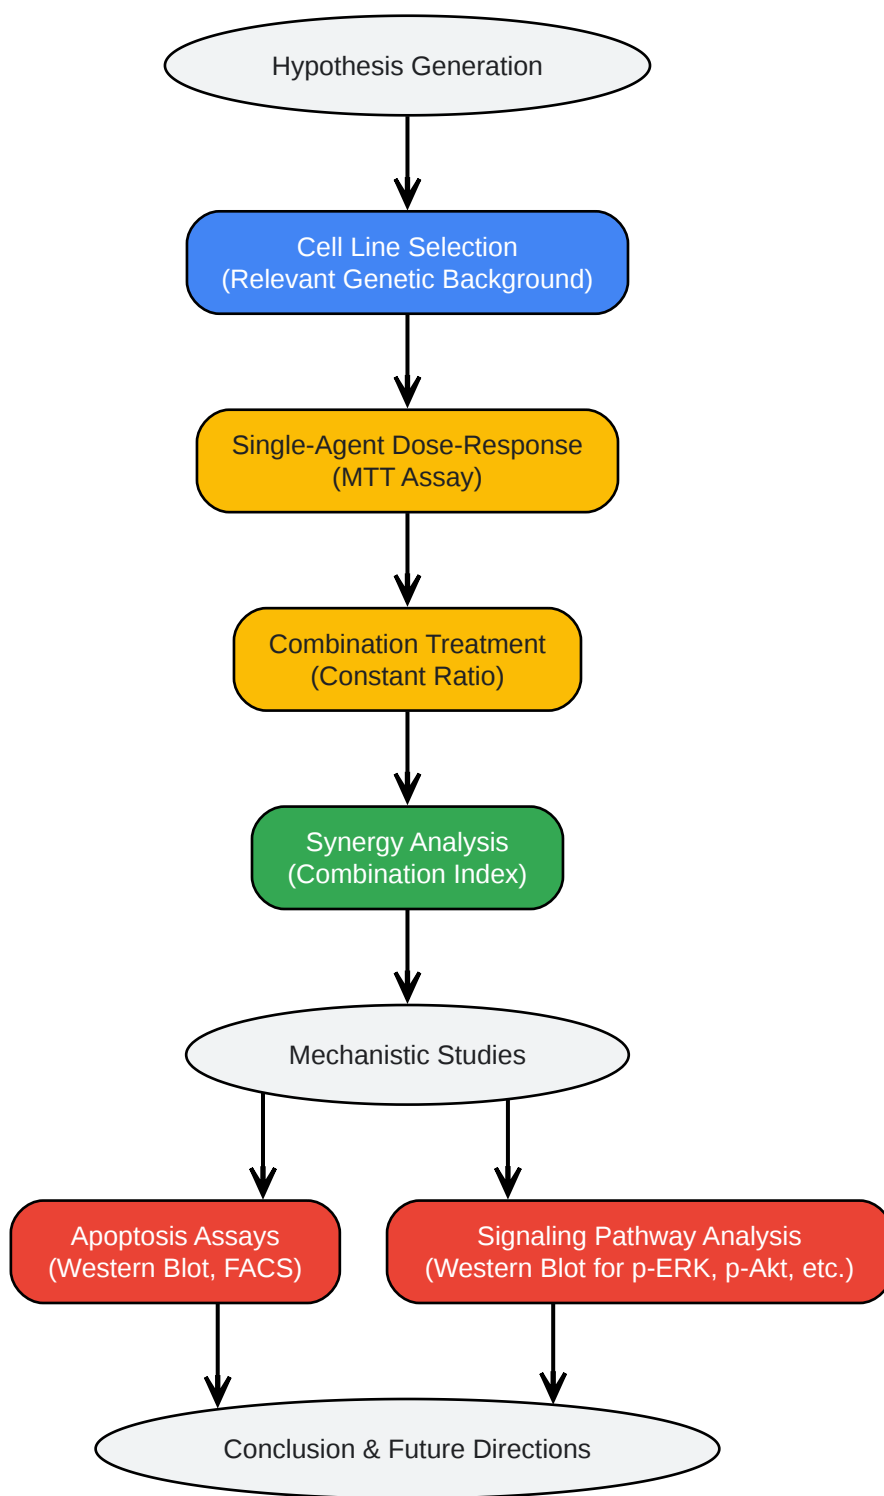 Hypothesis Generation
Cell Line Selection
(Relevant Genetic Background)
Single-Agent Dose-Response
(MTT Assay)
Combination Treatment
(Constant Ratio)
Synergy Analysis
(Combination Index)
Mechanistic Studies
Apoptosis Assays
(Western Blot, FACS)
Signaling Pathway Analysis
(Western Blot for p-ERK, p-Akt, etc.)
Conclusion & Future Directions